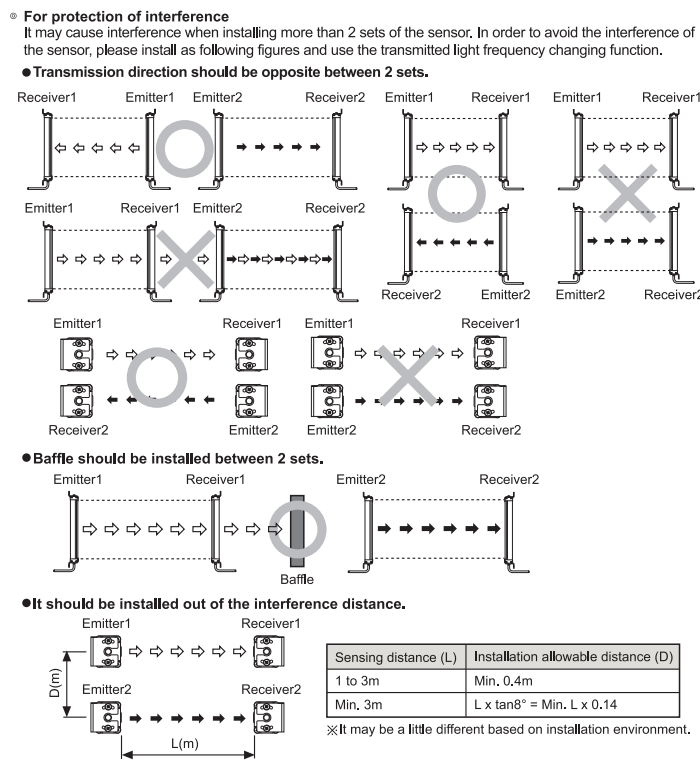 ◎ For protection of interference
It may cause interference when installing more than 2 sets of the sensor. In order to avoid the interference of
the sensor, please install as following figures and use the transmitted light frequency changing function.
●Transmission direction should be opposite between 2 sets.
Receiver1 Emitter1 Emitter2 Receiver2 Emitter1 Receiver1 Emitter1 Receiver1
Emitter1 Receiver1 Emitter2 Receiver2
Receiver2 Emitter2 Emitter2 Receiver2
Emitter1 Receiver1 Emitter1 Receiver1
Receiver2 Emitter2 Emitter2 Receiver2
●Baffle should be installed between 2 sets.
Emitter1 Receiver1 Emitter2 Receiver2
Baffle
●It should be installed out of the interference distance.
Emitter1 Receiver1
D(m)
Emitter2 Receiver2
L(m)
Sensing distance (L) Installation allowable distance (D)
1 to 3m Min. 0.4m
Min. 3m L x tan8° = Min. L x 0.14
※It may be a little different based on installation environment.